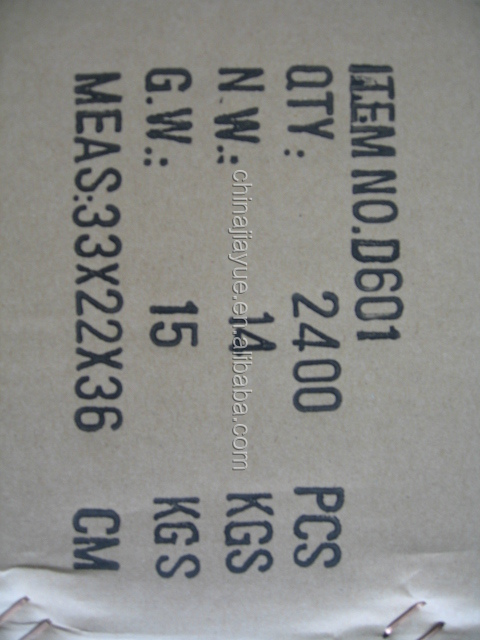 ITEM NO.D601
QTY: 2400 PCS
N.W.: 14 KGS
G.W.: 15 KGS
MEAS:33X22X36 CM
chinajiayue.en.alibaba.com